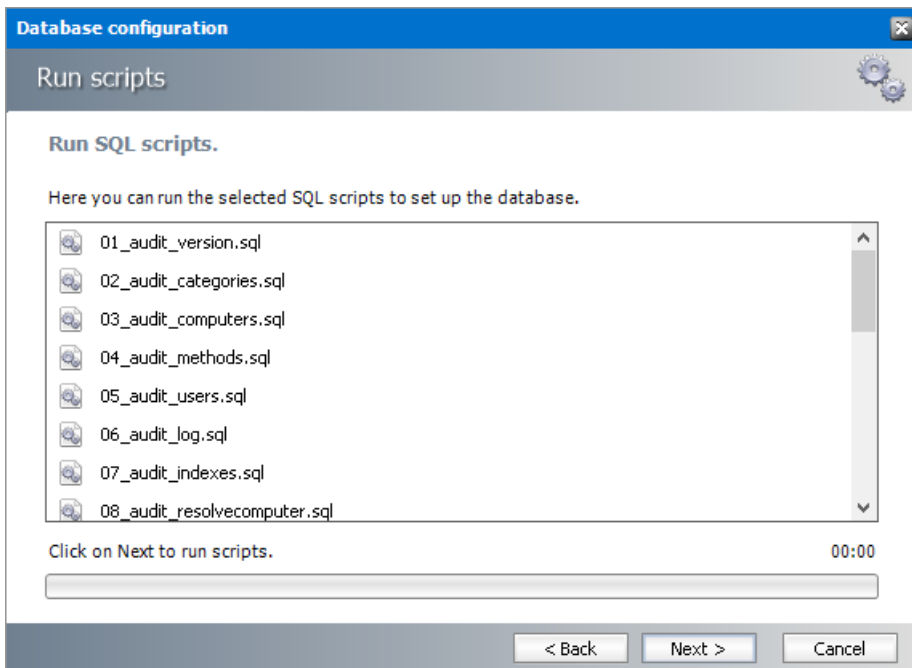 Database configuration
Run scripts
Run SQL scripts.
Here you can run the selected SQL scripts to set up the database.
01_audit_version.sql
02_audit_categories.sql
03_audit_computers.sql
04_audit_methods.sql
05_audit_users.sql
06_audit_log.sql
07_audit_indexes.sql
08_audit_resolvecomputer.sql
Click on Next to run scripts. 00:00
< Back Next > Cancel